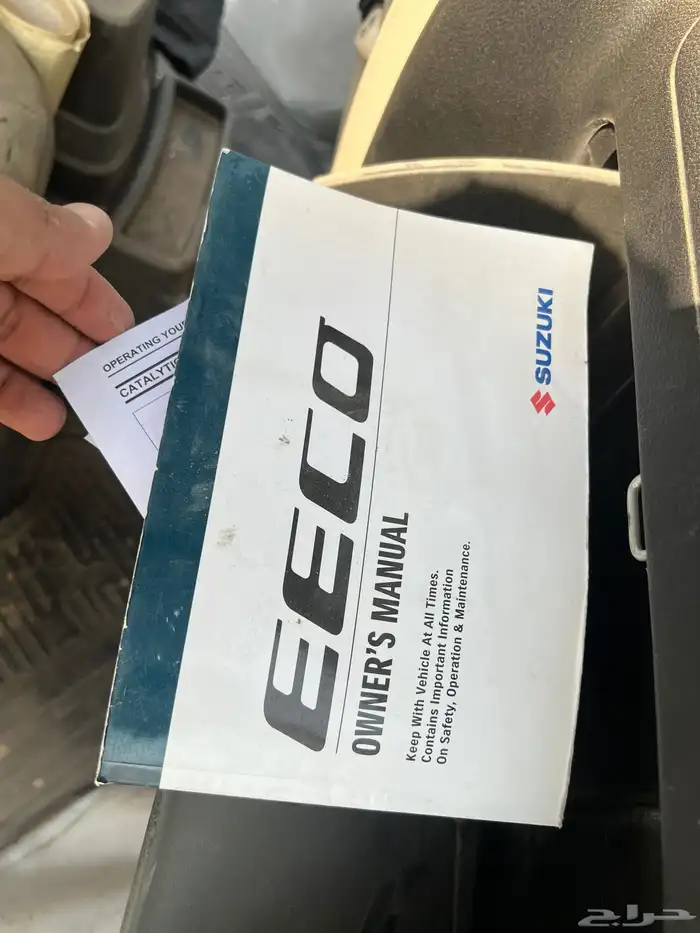 SUZUKI
EECO
OWNER'S MANUAL
Keep With Vehicle At All Times.
Contains Important Information
On Safety, Operation & Maintenance.
OPERATING YOU
CATALYTI
حراج